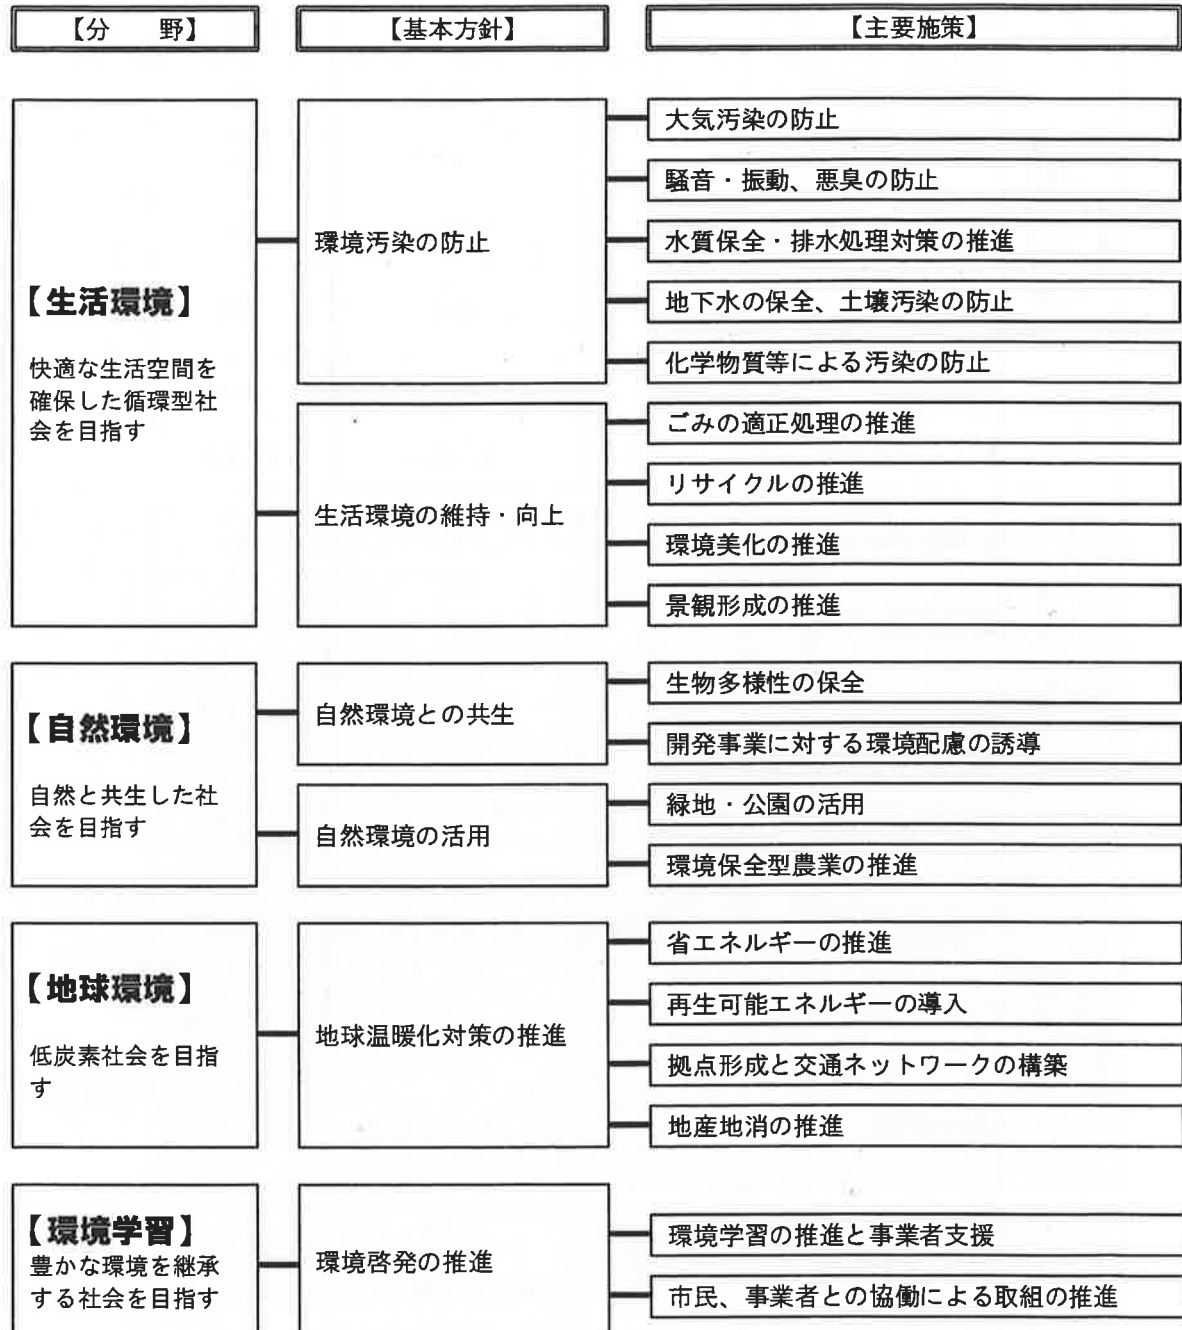 【分　野】
【基本方針】
【主要施策】
【生活環境】
快適な生活空間を
確保した循環型社
会を目指す
環境汚染の防止
大気汚染の防止
騒音・振動、悪臭の防止
水質保全・排水処理対策の推進
地下水の保全、土壌汚染の防止
化学物質等による汚染の防止
生活環境の維持・向上
ごみの適正処理の推進
リサイクルの推進
環境美化の推進
景観形成の推進
【自然環境】
自然と共生した社
会を目指す
自然環境との共生
生物多様性の保全
開発事業に対する環境配慮の誘導
自然環境の活用
緑地・公園の活用
環境保全型農業の推進
【地球環境】
低炭素社会を目指
す
地球温暖化対策の推進
省エネルギーの推進
再生可能エネルギーの導入
拠点形成と交通ネットワークの構築
地産地消の推進
【環境学習】
豊かな環境を継承
する社会を目指す
環境啓発の推進
環境学習の推進と事業者支援
市民、事業者との協働による取組の推進